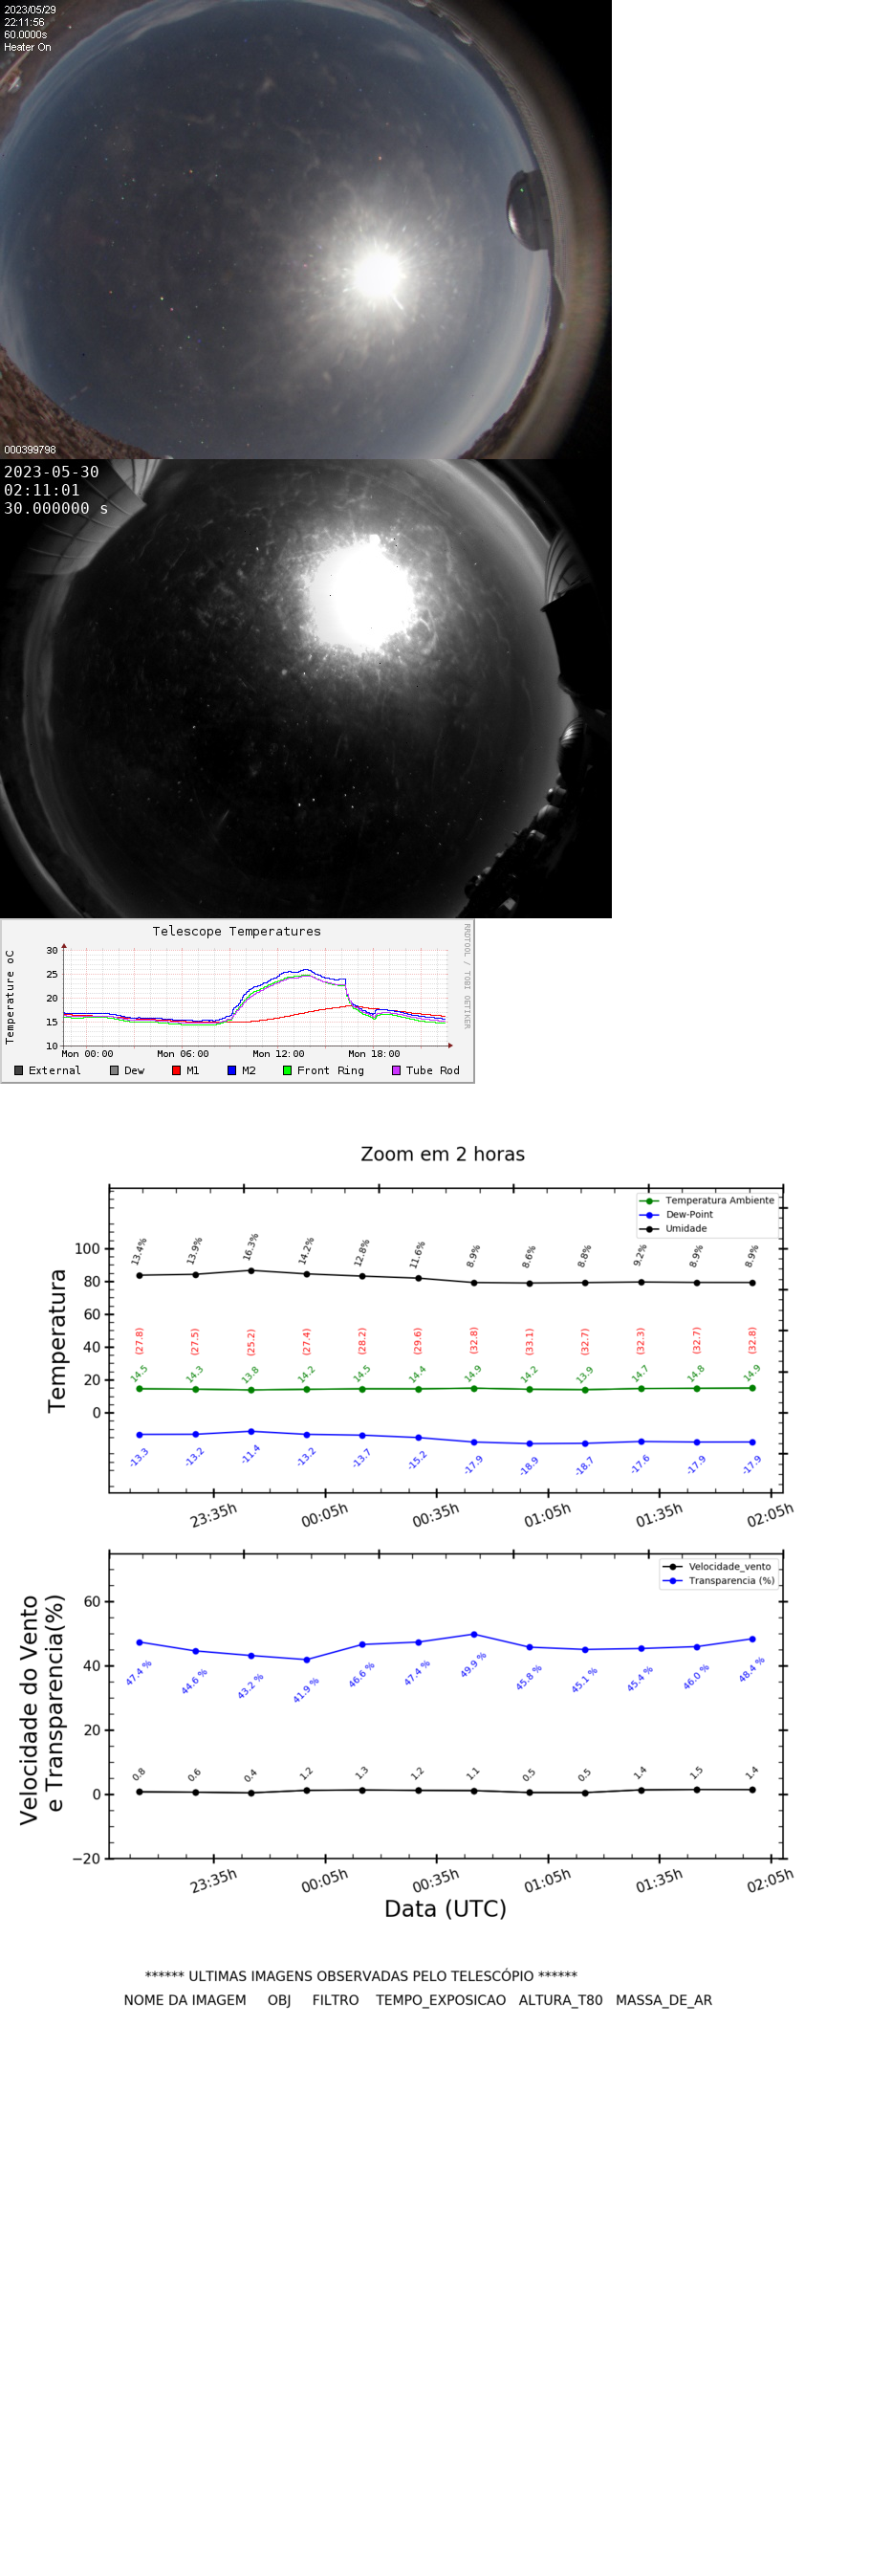 2023/05/29
22:11:56
60.0000s
Heater On
000399798
2023-05-30
02:11:01
30.000000 s
Telescope Temperatures
RRDTOOL / TOBI OETIKER
Temperature oC
30
25
20
15
10
Mon 00:00 Mon 06:00 Mon 12:00 Mon 18:00
External Dew M1 M2 Front Ring Tube Rod
Zoom em 2 horas
Temperatura Ambiente
Dew-Point
Umidade
Temperatura
100
80
60
40
20
0
13.4% 13.9% 16.3% 14.2% 12.8% 11.6% 8.9% 8.6% 8.8% 9.2% 8.9% 8.9%
(27.8) (27.5) (25.2) (27.4) (28.2) (29.6) (32.8) (33.1) (32.7) (32.3) (32.7) (32.8)
14.5 14.3 13.8 14.2 14.5 14.4 14.9 14.2 13.9 14.7 14.8 14.9
-13.3 -13.2 -11.4 -13.2 -13.7 -15.2 -17.9 -18.9 -18.7 -17.6 -17.9 -17.9
23:35h 00:05h 00:35h 01:05h 01:35h 02:05h
Velocidade_vento
Transparencia (%)
Velocidade do Vento
e Transparencia(%)
60
40
20
0
−20
47.4 % 44.6 % 43.2 % 41.9 % 46.6 % 47.4 % 49.9 % 45.8 % 45.1 % 45.4 % 46.0 % 48.4 %
0.8 0.6 0.4 1.2 1.3 1.2 1.1 0.5 0.5 1.4 1.5 1.4
23:35h 00:05h 00:35h 01:05h 01:35h 02:05h
Data (UTC)
****** ULTIMAS IMAGENS OBSERVADAS PELO TELESCÓPIO ******
NOME DA IMAGEM OBJ FILTRO TEMPO_EXPOSICAO ALTURA_T80 MASSA_DE_AR